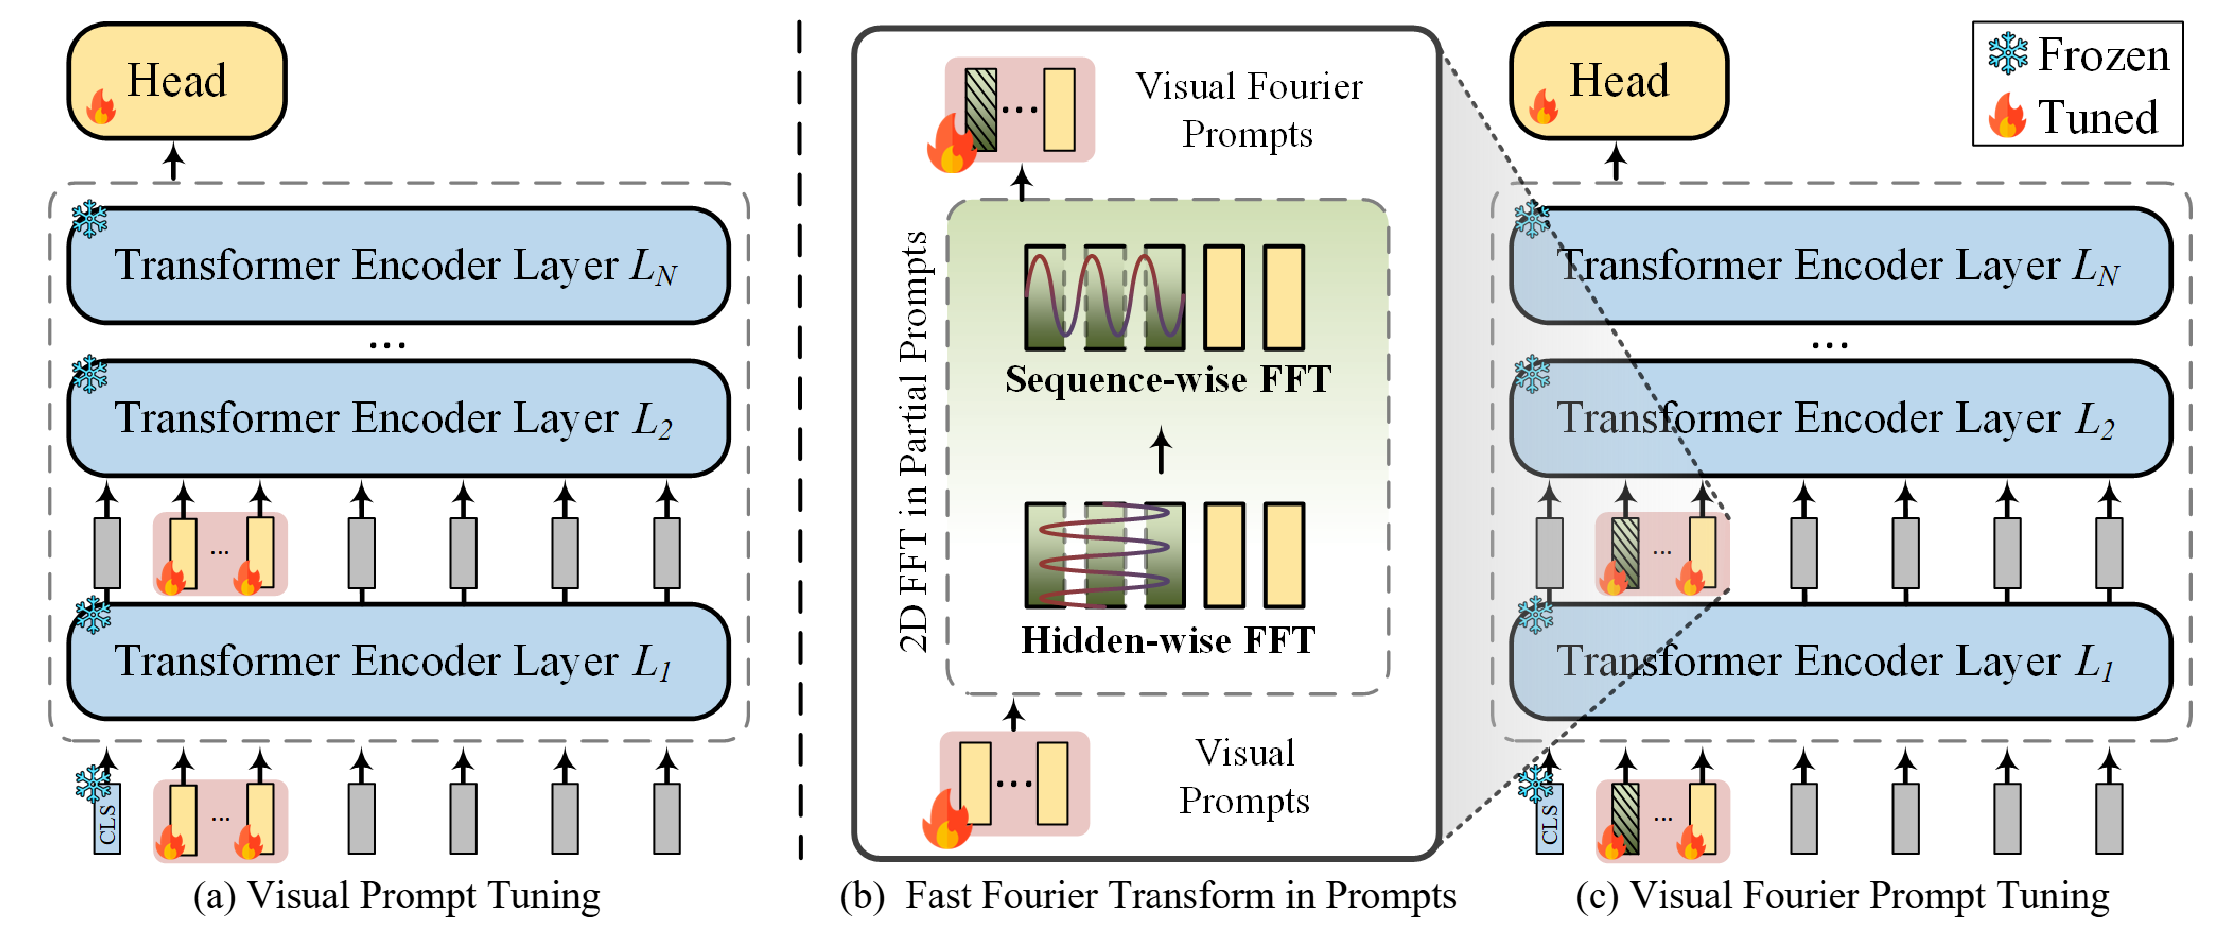 Head
Transformer Encoder Layer L_N
...
Transformer Encoder Layer L_2
...
Transformer Encoder Layer L_1
CLS
...
(a) Visual Prompt Tuning
Visual Fourier
Prompts
...
2D FFT in Partial Prompts
Sequence-wise FFT
Hidden-wise FFT
...
Visual
Prompts
(b) Fast Fourier Transform in Prompts
Head
Frozen
Tuned
Transformer Encoder Layer L_N
...
Transformer Encoder Layer L_2
...
Transformer Encoder Layer L_1
CLS
...
(c) Visual Fourier Prompt Tuning